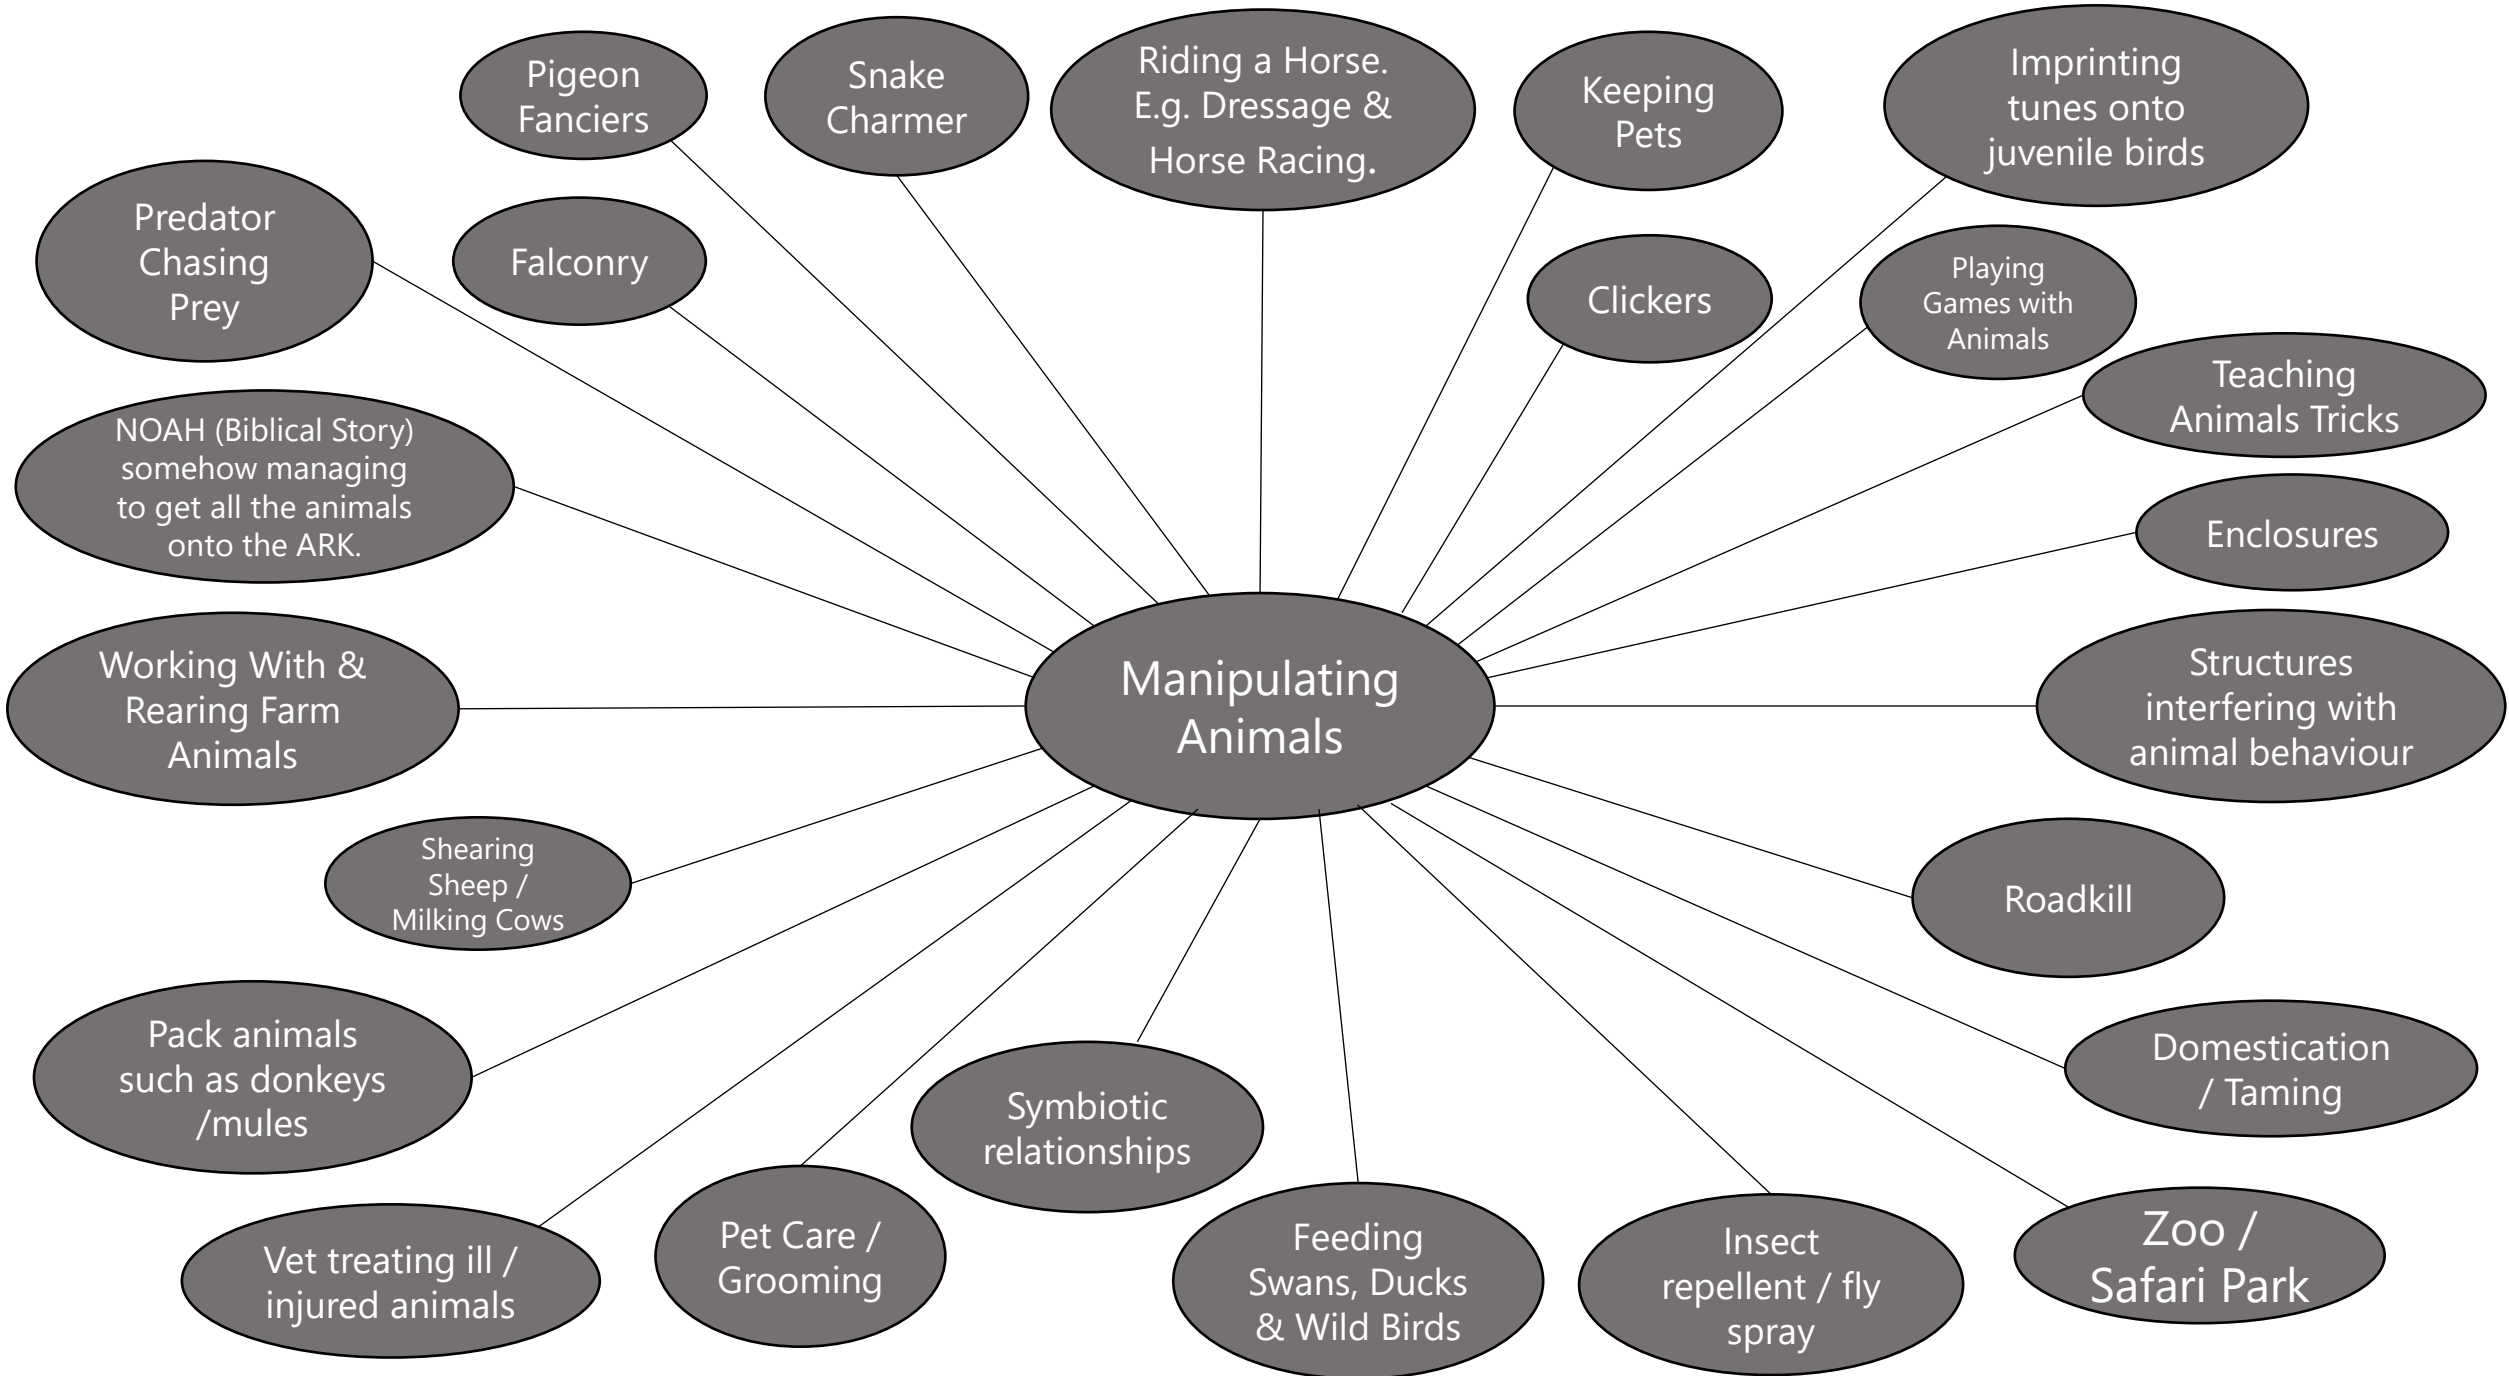 Pigeon
Fanciers
Snake
Charmer
Riding a Horse.
E.g. Dressage &
Horse Racing.
Keeping
Pets
Imprinting
tunes onto
juvenile birds
Predator
Chasing
Prey
Falconry
Clickers
Playing
Games with
Animals
Teaching
Animals Tricks
NOAH (Biblical Story)
somehow managing
to get all the animals
onto the ARK.
Enclosures
Working With &
Rearing Farm
Animals
Manipulating
Animals
Structures
interfering with
animal behaviour
Shearing
Sheep /
Milking Cows
Roadkill
Pack animals
such as donkeys
/mules
Symbiotic
relationships
Domestication
/ Taming
Vet treating ill /
injured animals
Pet Care /
Grooming
Feeding
Swans, Ducks
& Wild Birds
Insect
repellent / fly
spray
Zoo /
Safari Park